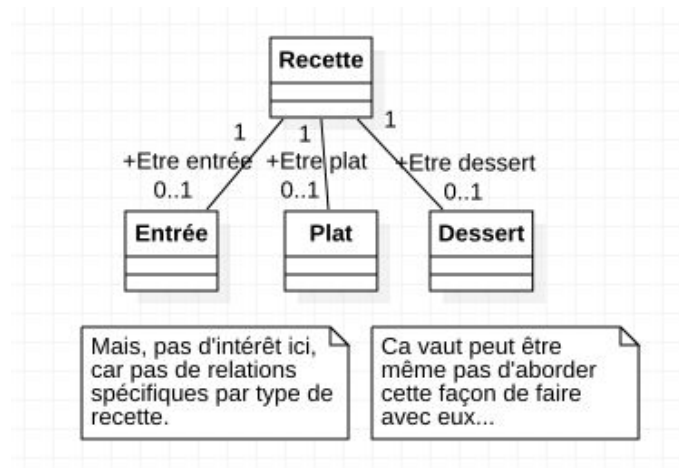 Recette
1
1
1
+Etre entrée
+Etre plat
+Etre dessert
0..1
0..1
0..1
Entrée
Plat
Dessert
Mais, pas d'intérêt ici,
car pas de relations
spécifiques par type de
recette.
Ca vaut peut être
même pas d'aborder
cette façon de faire
avec eux...